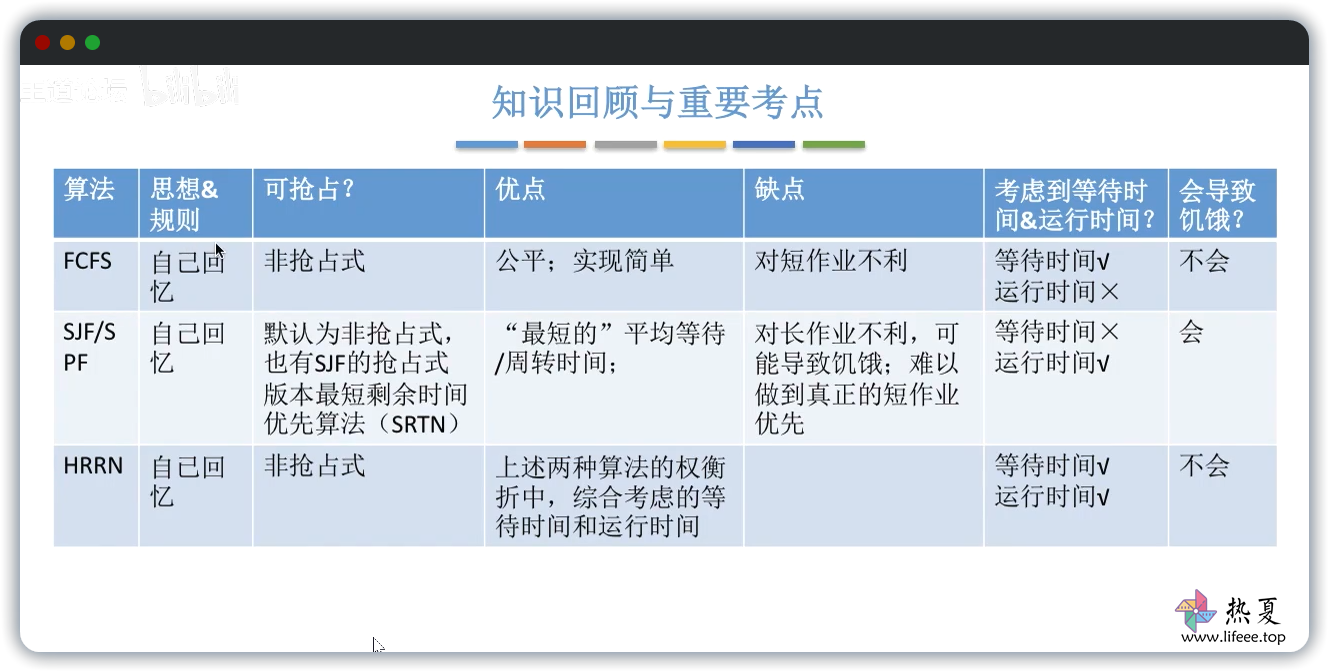 知识回顾与重要考点
算法
思想&
规则
可抢占？
优点
缺点
考虑到等待时
间&运行时间？
会导致
饥饿？
FCFS
自己回
忆
非抢占式
公平；实现简单
对短作业不利
等待时间√
运行时间×
不会
SJF/S
PF
自己回
忆
默认为非抢占式，
也有SJF的抢占式
版本最短剩余时间
优先算法（SRTN）
“最短的”平均等待
/周转时间；
对长作业不利，可
能导致饥饿；难以
做到真正的短作业
优先
等待时间×
运行时间√
会
HRRN
自己回
忆
非抢占式
上述两种算法的权衡
折中，综合考虑的等
待时间和运行时间
等待时间√
运行时间√
不会
热夏
www.lifeee.top